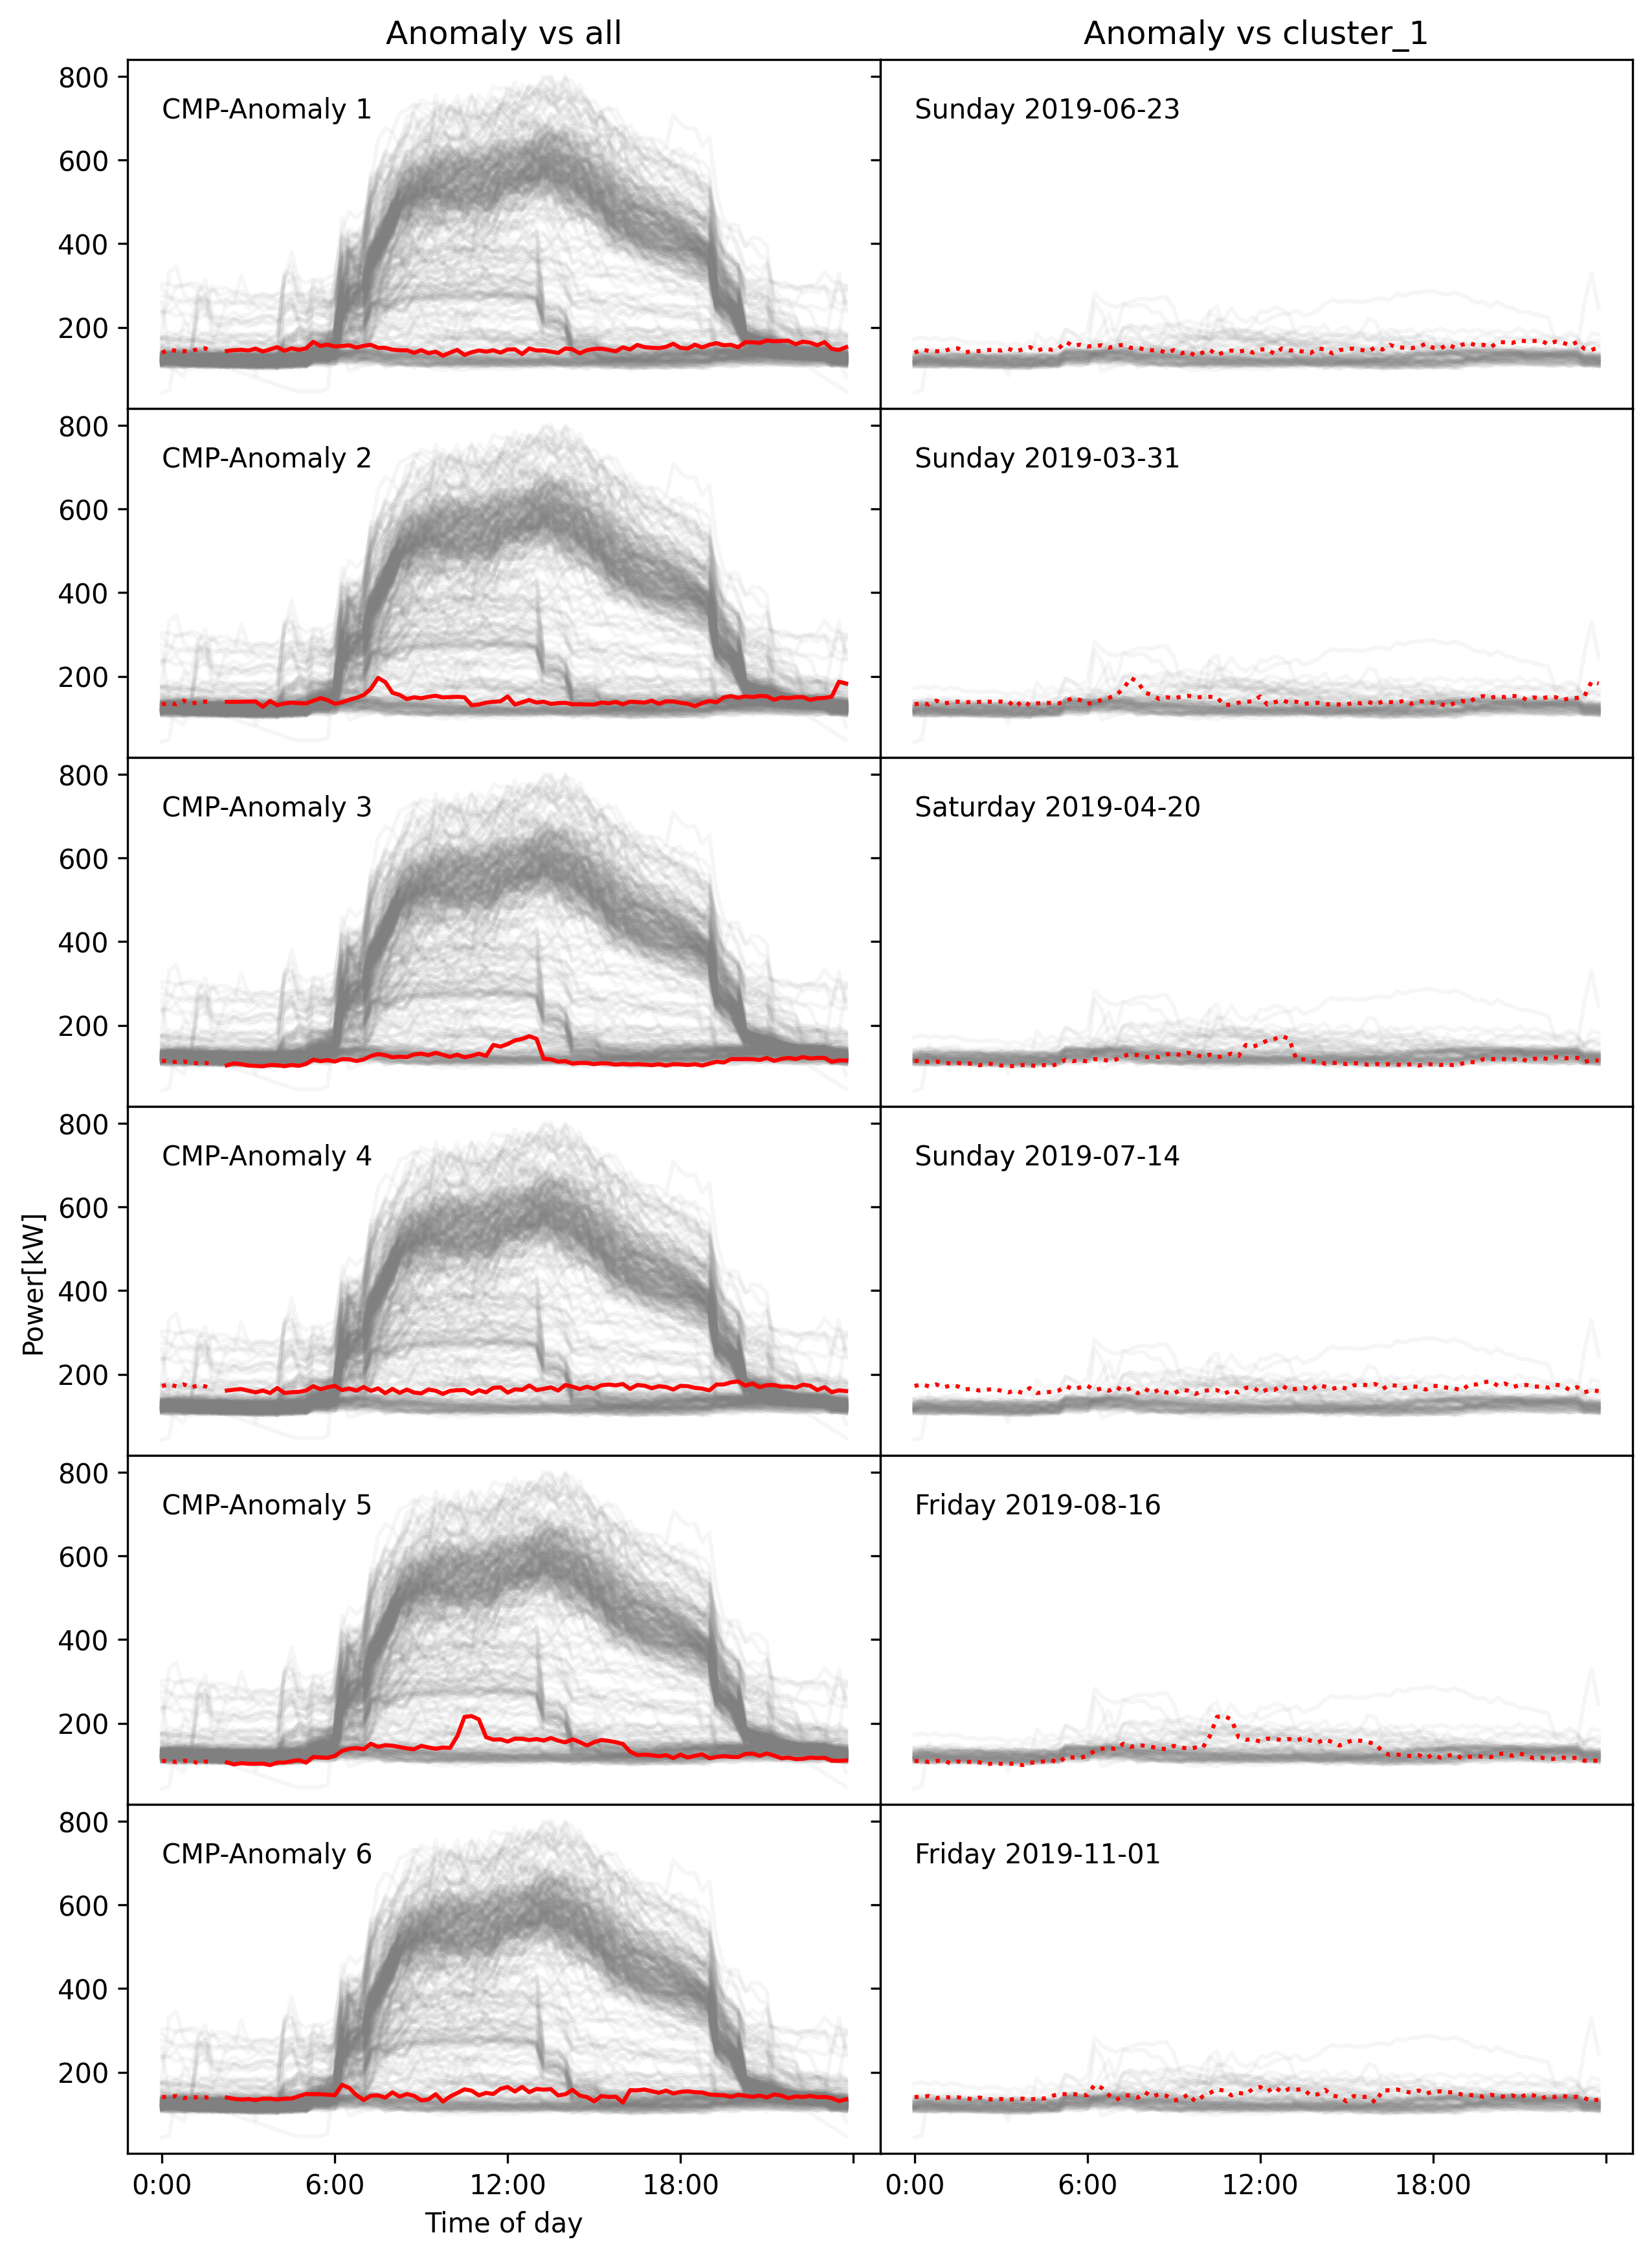 Anomaly vs all
Anomaly vs cluster_1
800
600
400
200
CMP-Anomaly 1
Sunday 2019-06-23
800
600
400
200
CMP-Anomaly 2
Sunday 2019-03-31
800
600
400
200
CMP-Anomaly 3
Saturday 2019-04-20
800
600
400
200
CMP-Anomaly 4
Sunday 2019-07-14
Power[kW]
800
600
400
200
CMP-Anomaly 5
Friday 2019-08-16
800
600
400
200
CMP-Anomaly 6
Friday 2019-11-01
0:00 6:00 12:00 18:00
0:00 6:00 12:00 18:00
Time of day